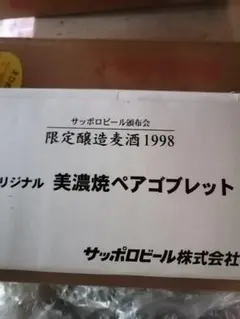 サッポロビール頒布会
限定醸造麦酒1998
リジナル 美濃焼ペアゴブレット
サッポロビール株式会社